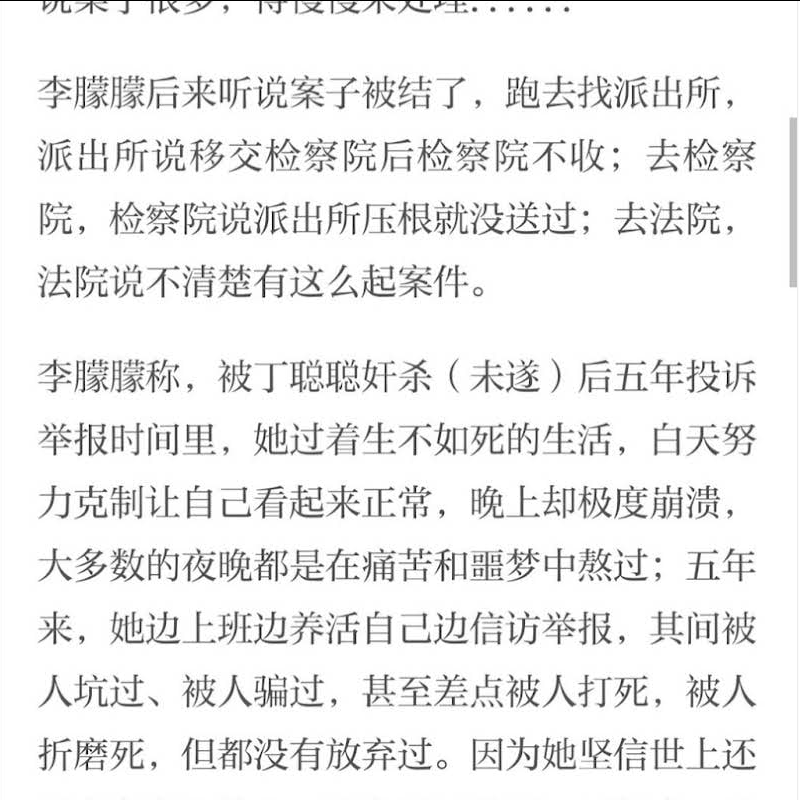 李朦朦后来听说案子被结了，跑去找派出所，
派出所说移交检察院后检察院不收；去检察
院，检察院说派出所压根就没送过；去法院，
法院说不清楚有这么起案件。
李朦朦称，被丁聪聪奸杀（未遂）后五年投诉
举报时间里，她过着生不如死的生活，白天努
力克制让自己看起来正常，晚上却极度崩溃，
大多数的夜晚都是在痛苦和噩梦中熬过；五年
来，她边上班边养活自己边信访举报，其间被
人坑过、被人骗过，甚至差点被人打死，被人
折磨死，但都没有放弃过。因为她坚信世上还